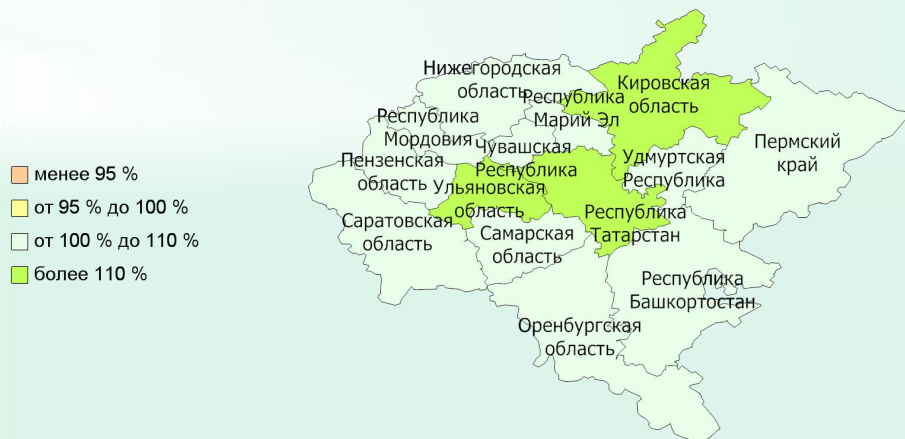 менее 95 %
от 95 % до 100 %
от 100 % до 110 %
более 110 %
Нижегородская
область
Республика
Марий Эл
Кировская
область
Республика
Мордовия
Чувашская
Республика
Пензенская
область
Ульяновская
область
Удмуртская
Республика
Пермский
край
Республика
Татарстан
Саратовская
область
Самарская
область
Республика
Башкортостан
Оренбургская
область